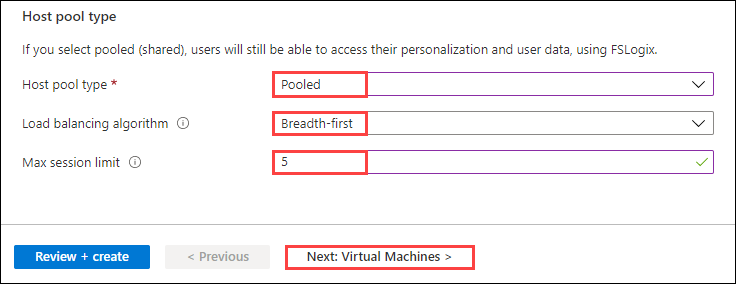 Host pool type
If you select pooled (shared), users will still be able to access their personalization and user data, using FSLogix.
Host pool type *
Pooled
Load balancing algorithm
Breadth-first
Max session limit
5
Review + create
< Previous
Next: Virtual Machines >